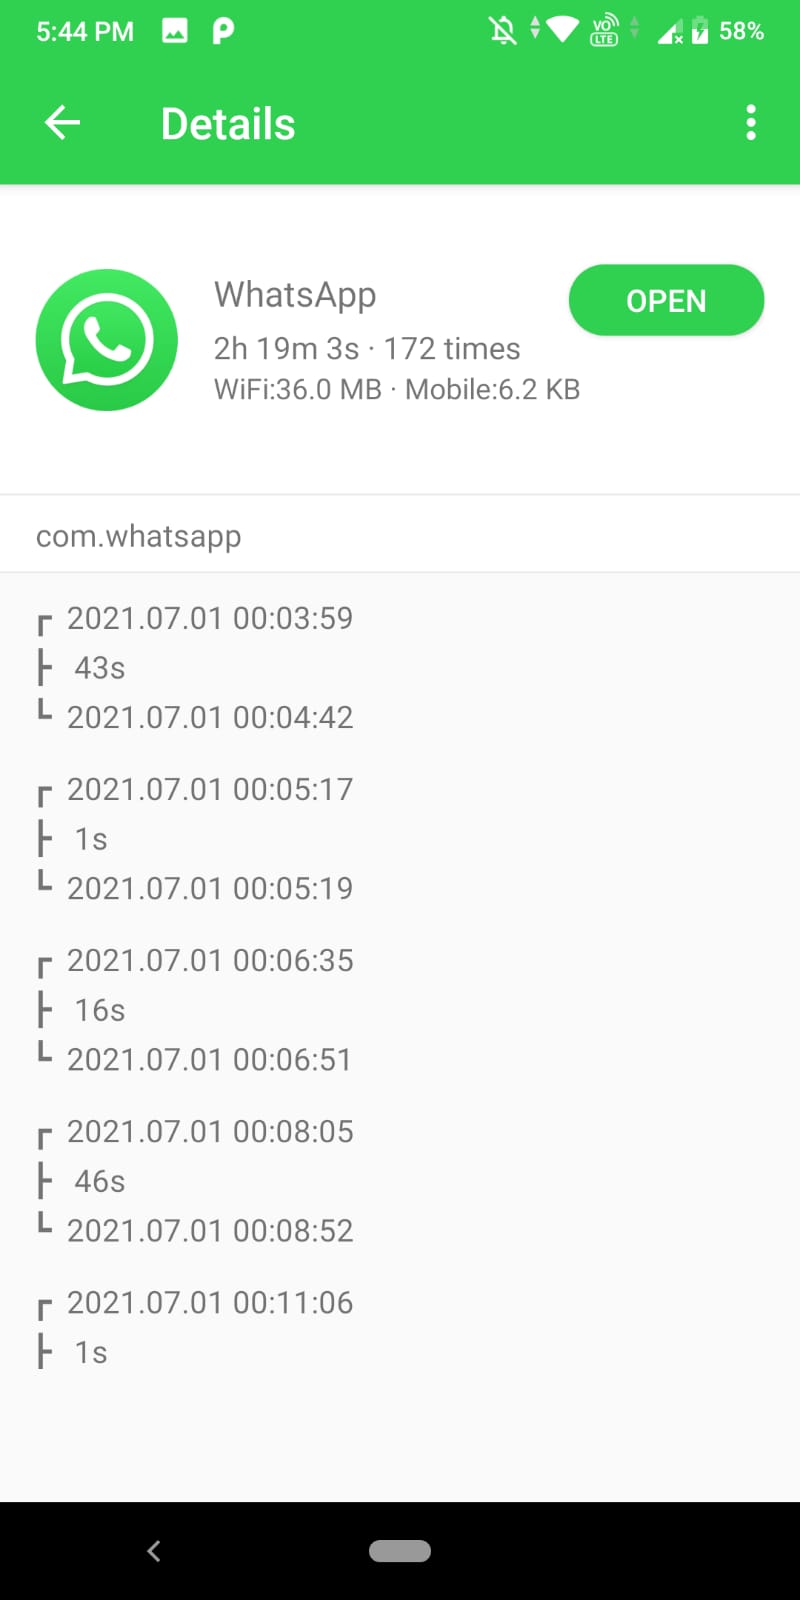 5:44 PM
VO LTE
58%
Details
WhatsApp
OPEN
2h 19m 3s · 172 times
WiFi:36.0 MB · Mobile:6.2 KB
com.whatsapp
2021.07.01 00:03:59
43s
2021.07.01 00:04:42
2021.07.01 00:05:17
1s
2021.07.01 00:05:19
2021.07.01 00:06:35
16s
2021.07.01 00:06:51
2021.07.01 00:08:05
46s
2021.07.01 00:08:52
2021.07.01 00:11:06
1s